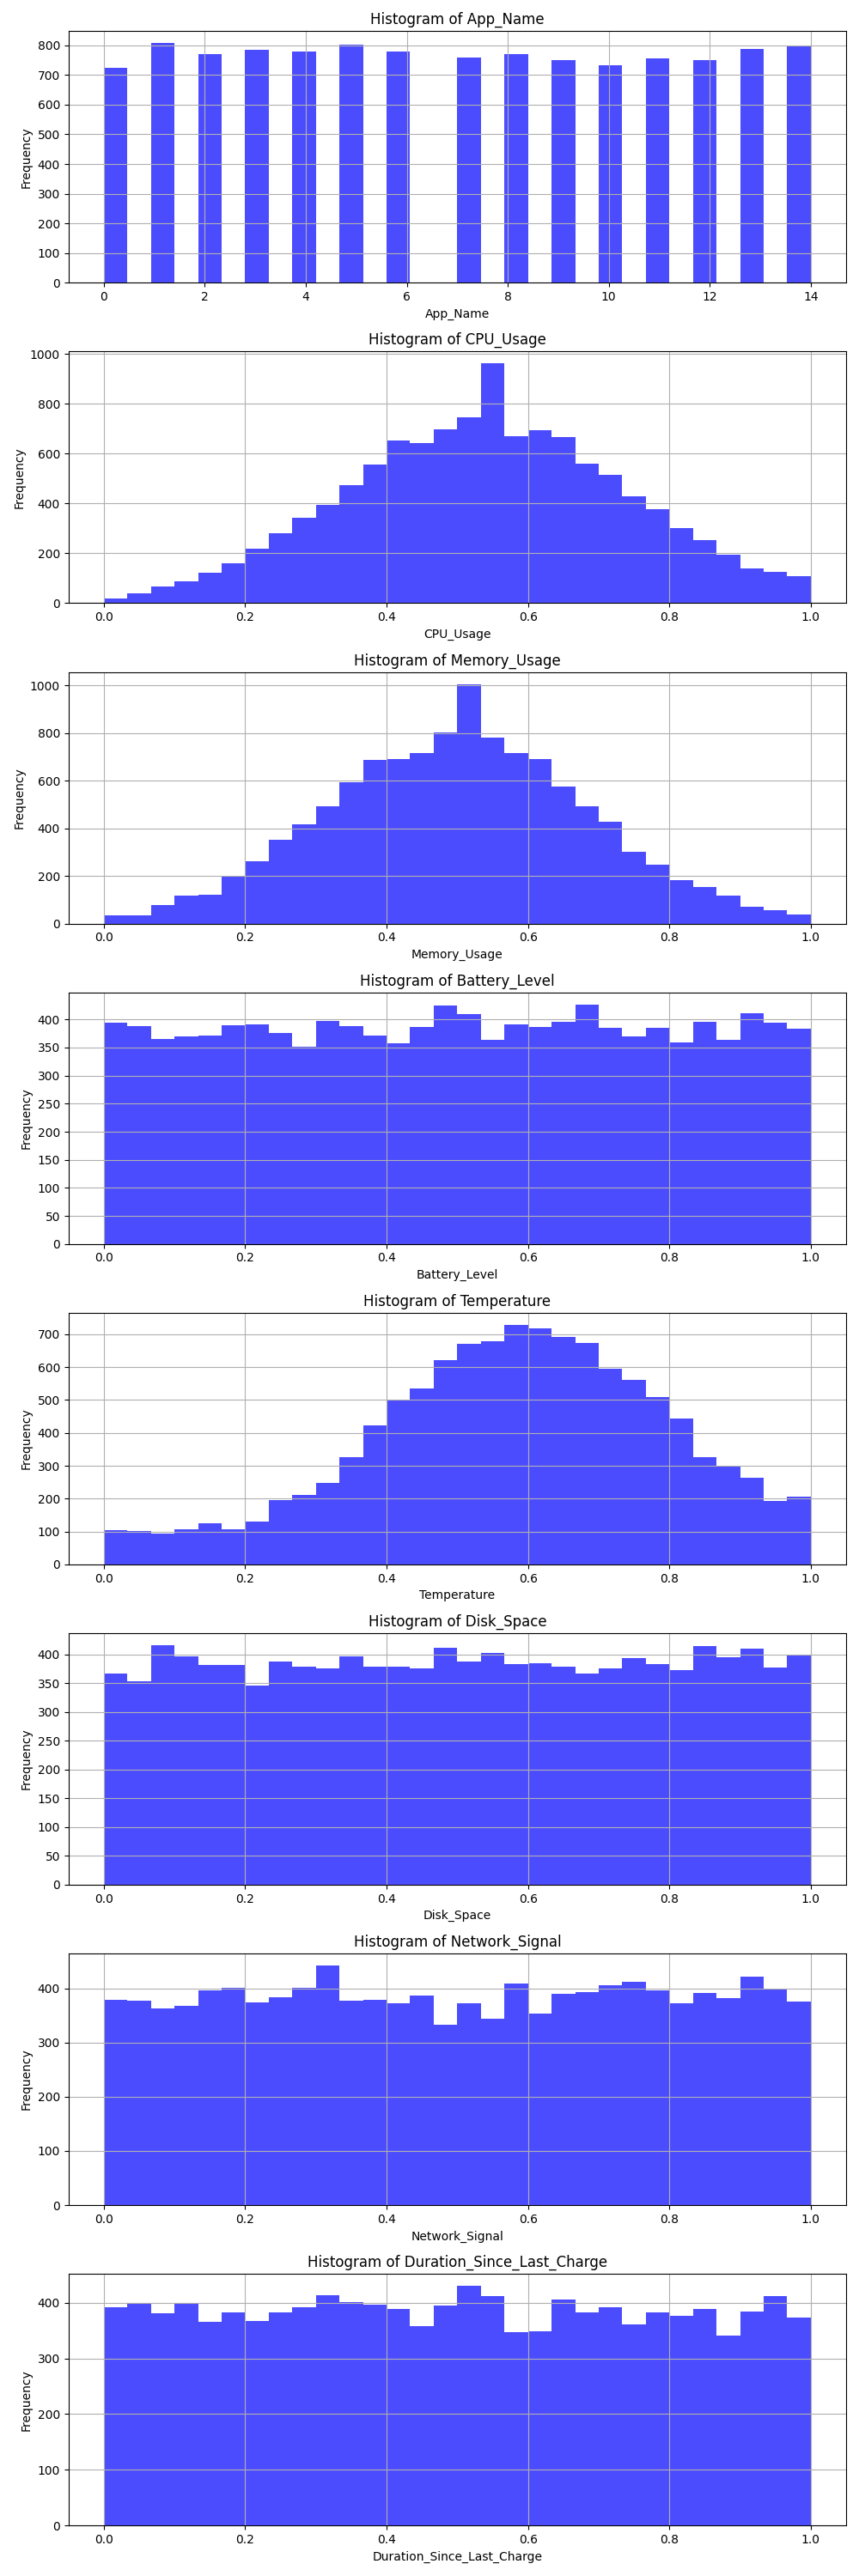 Histogram of App_Name
800
700
600
500
400
300
200
100
0
Frequency
0 2 4 6 8 10 12 14
App_Name
Histogram of CPU_Usage
1000
800
600
400
200
0
Frequency
0.0 0.2 0.4 0.6 0.8 1.0
CPU_Usage
Histogram of Memory_Usage
1000
800
600
400
200
0
Frequency
0.0 0.2 0.4 0.6 0.8 1.0
Memory_Usage
Histogram of Battery_Level
400
350
300
250
200
150
100
50
0
Frequency
0.0 0.2 0.4 0.6 0.8 1.0
Battery_Level
Histogram of Temperature
700
600
500
400
300
200
100
0
Frequency
0.0 0.2 0.4 0.6 0.8 1.0
Temperature
Histogram of Disk_Space
400
350
300
250
200
150
100
50
0
Frequency
0.0 0.2 0.4 0.6 0.8 1.0
Disk_Space
Histogram of Network_Signal
400
300
200
100
0
Frequency
0.0 0.2 0.4 0.6 0.8 1.0
Network_Signal
Histogram of Duration_Since_Last_Charge
400
300
200
100
0
Frequency
0.0 0.2 0.4 0.6 0.8 1.0
Duration_Since_Last_Charge